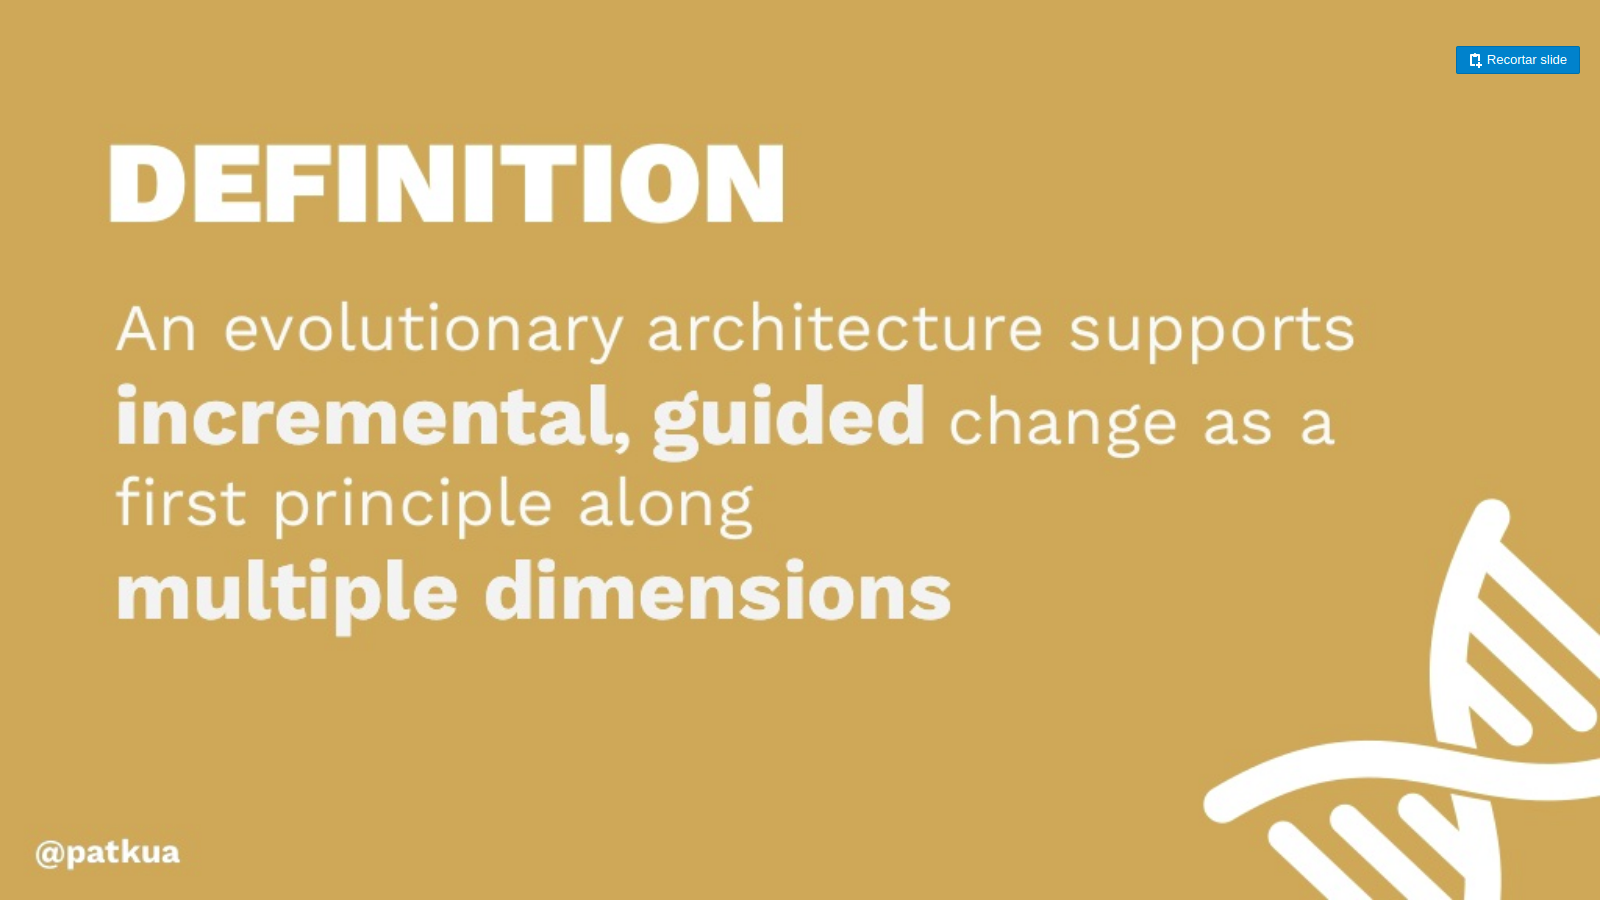 Recortar slide
DEFINITION
An evolutionary architecture supports
incremental, guided change as a
first principle along
multiple dimensions
@patkua